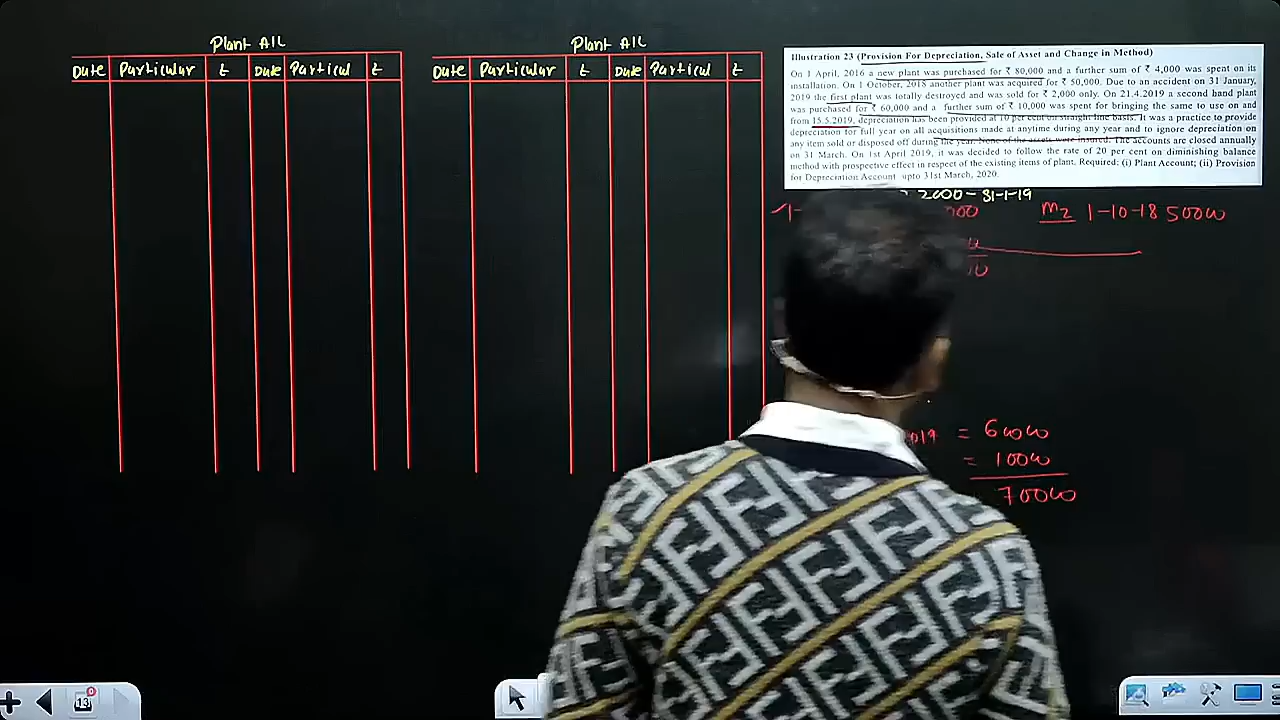 Plant A/c
Date Particular ₹ Date Particul ₹
Plant A/c
Date Particular ₹ Date Particul ₹
Illustration 23 (Provision For Depreciation, Sale of Asset and Change in Method)
On 1 April, 2016 a new plant was purchased for ₹ 80,000 and a further sum of ₹ 4,000 was spent on its
installation. On 1 October, 2018 another plant was acquired for ₹ 50,000. Due to an accident on 31 January,
2019 the first plant was totally destroyed and was sold for ₹ 2,000 only. On 21.4.2019 a second hand plant
was purchased for ₹ 60,000 and a further sum of ₹ 10,000 was spent for bringing the same to use on and
from 15.5.2019, depreciation has been provided at 10 per cent on straight line basis. It was a practice to provide
depreciation for full year on all acquisitions made at anytime during any year and to ignore depreciation on
any item sold or disposed off during the year. None of the assets were insured. The accounts are closed annually
on 31 March. On 1st April 2019, it was decided to follow the rate of 20 per cent on diminishing balance
method with prospective effect in respect of the existing items of plant. Required: (i) Plant Account; (ii) Provision
for Depreciation Account upto 31st March, 2020.
2000 - 31-1-19
M2 1-10-18 50000
= 60000
= 10000
70000
13